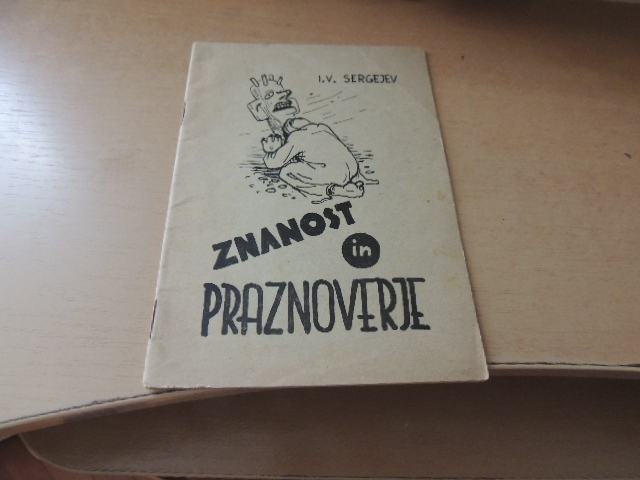 I.V. SERGEJEV
ZNANOST
in
PRAZNOVERJE